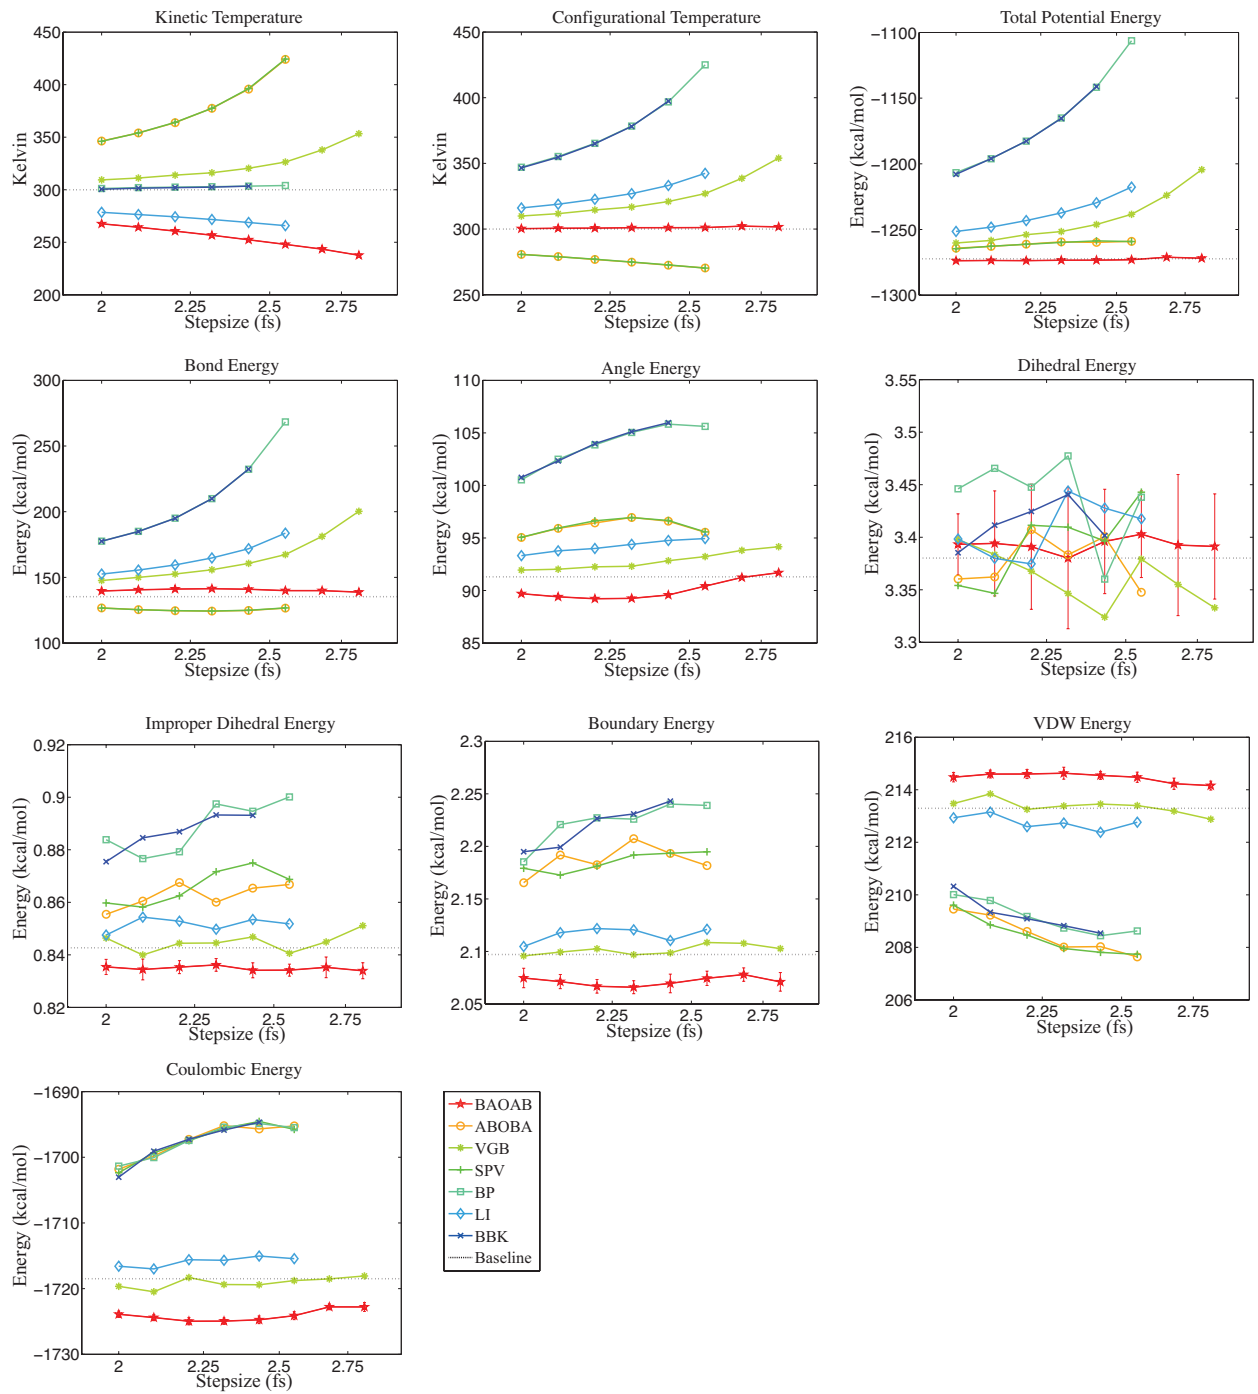 Kinetic Temperature
450
400
350
300
250
200
Kelvin
2
2.25
2.5
2.75
Stepsize (fs)
Configurational Temperature
450
400
350
300
250
Kelvin
2
2.25
2.5
2.75
Stepsize (fs)
Total Potential Energy
−1100
−1150
−1200
−1250
−1300
Energy (kcal/mol)
2
2.25
2.5
2.75
Stepsize (fs)
Bond Energy
300
250
200
150
100
Energy (kcal/mol)
2
2.25
2.5
2.75
Stepsize (fs)
Angle Energy
110
105
100
95
90
85
Energy (kcal/mol)
2
2.25
2.5
2.75
Stepsize (fs)
Dihedral Energy
3.55
3.5
3.45
3.4
3.35
3.3
Energy (kcal/mol)
2
2.25
2.5
2.75
Stepsize (fs)
Improper Dihedral Energy
0.92
0.9
0.88
0.86
0.84
0.82
Energy (kcal/mol)
2
2.25
2.5
2.75
Stepsize (fs)
Boundary Energy
2.3
2.25
2.2
2.15
2.1
2.05
Energy (kcal/mol)
2
2.25
2.5
2.75
Stepsize (fs)
VDW Energy
216
214
212
210
208
206
Energy (kcal/mol)
2
2.25
2.5
2.75
Stepsize (fs)
Coulombic Energy
−1690
−1700
−1710
−1720
−1730
Energy (kcal/mol)
2
2.25
2.5
2.75
Stepsize (fs)
BAOAB
ABOBA
VGB
SPV
BP
LI
BBK
Baseline